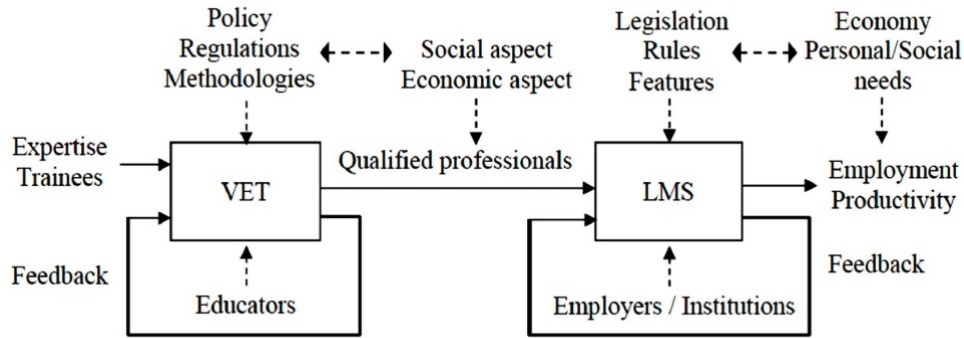 Policy
Regulations
Methodologies
Social aspect
Economic aspect
Legislation
Rules
Features
Economy
Personal/Social
needs
Expertise
Trainees
VET
Qualified professionals
LMS
Employment
Productivity
Feedback
Educators
Employers / Institutions
Feedback